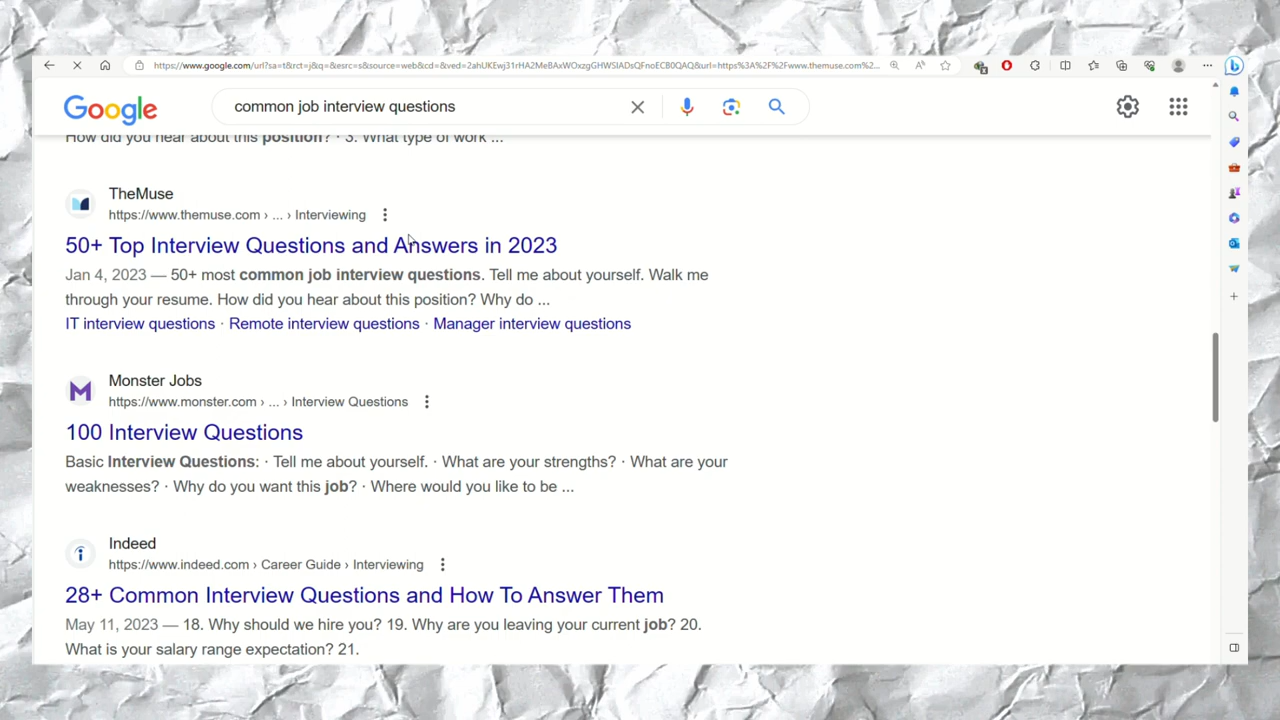 https://www.google.com/url?sa=t&rct=j&q=&esrc=s&source=web&cd=&ved=2ahUKEwj31rHA2MeBAxWOxzgGHWSIADsQFnoECB0QAQ&url=https%3A%2F%2Fwww.themuse.com%2...
Google
common job interview questions
How did you hear about this position? · 3. What type of work ...
TheMuse
https://www.themuse.com › ... › Interviewing
50+ Top Interview Questions and Answers in 2023
Jan 4, 2023 — 50+ most common job interview questions. Tell me about yourself. Walk me
through your resume. How did you hear about this position? Why do ...
IT interview questions · Remote interview questions · Manager interview questions
M
Monster Jobs
https://www.monster.com › ... › Interview Questions
100 Interview Questions
Basic Interview Questions: · Tell me about yourself. · What are your strengths? · What are your
weaknesses? · Why do you want this job? · Where would you like to be ...
Indeed
https://www.indeed.com › Career Guide › Interviewing
28+ Common Interview Questions and How To Answer Them
May 11, 2023 — 18. Why should we hire you? 19. Why are you leaving your current job? 20.
What is your salary range expectation? 21.